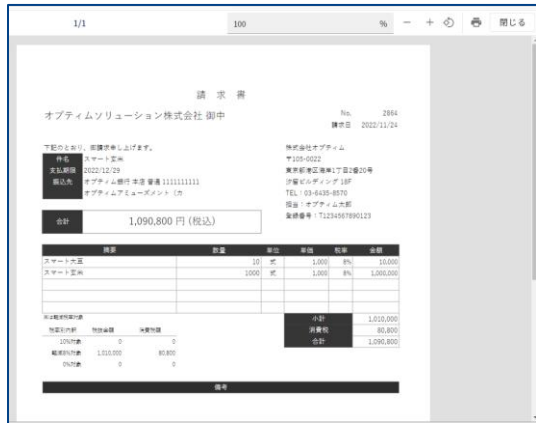 1/1
100 %
閉じる
請 求 書
オプティムソリューション株式会社 御中
No. 2864
請求日 2022/11/24
下記のとおり、御請求申し上げます。
件名 スマート玄米
支払期限 2022/12/29
振込先 オプティム銀行 本店 普通 1111111111
オプティムアミューズメント (カ
株式会社オプティム
〒105-0022
東京都港区海岸1丁目2番20号
汐留ビルディング 18F
TEL : 03-6435-8570
担当 : オプティム太郎
登録番号 : T1234567890123
合計 1,090,800 円 (税込)
摘要 数量 単位 単価 税率 金額
スマート大豆 10 式 1,000 8% 10,000
スマート玄米 1000 式 1,000 8% 1,000,000
※は軽減税率対象
小計 1,010,000
消費税 80,800
合計 1,090,800
税率別内訳 税抜金額 消費税額
10%対象 0 0
軽減8%対象 1,010,000 80,800
0%対象 0 0
備考